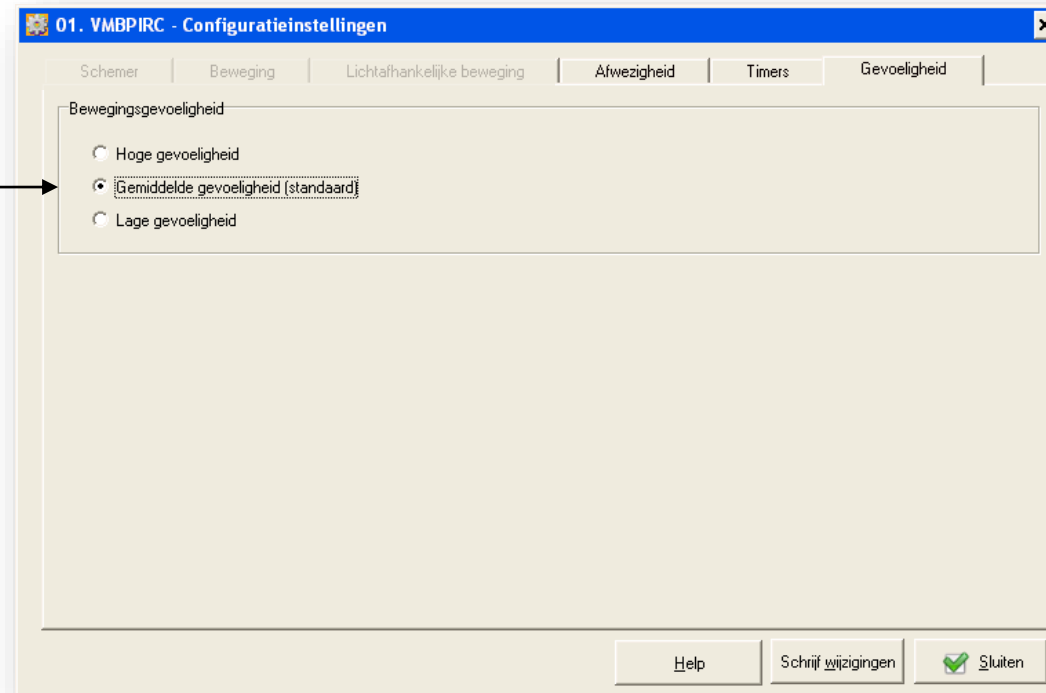 01. VMBPIRC - Configuratieinstellingen
Schemer Beweging Lichtafhankelijke beweging Afwezigheid Timers Gevoeligheid
Bewegingsgevoeligheid
Hoge gevoeligheid
Gemiddelde gevoeligheid (standaard)
Lage gevoeligheid
Help Schrijf wijzigingen Sluiten